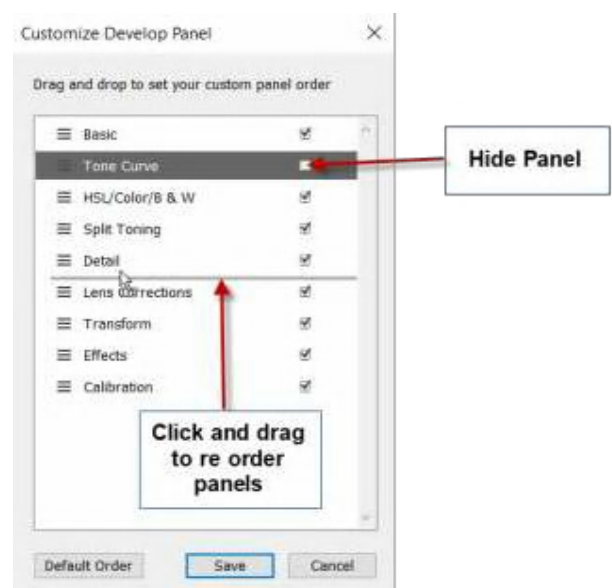 Customize Develop Panel
Drag and drop to set your custom panel order
Basic
Tone Curve
Hide Panel
HSL/Color/B & W
Split Toning
Detail
Lens Corrections
Transform
Effects
Calibration
Click and drag
to re order
panels
Default Order Save Cancel